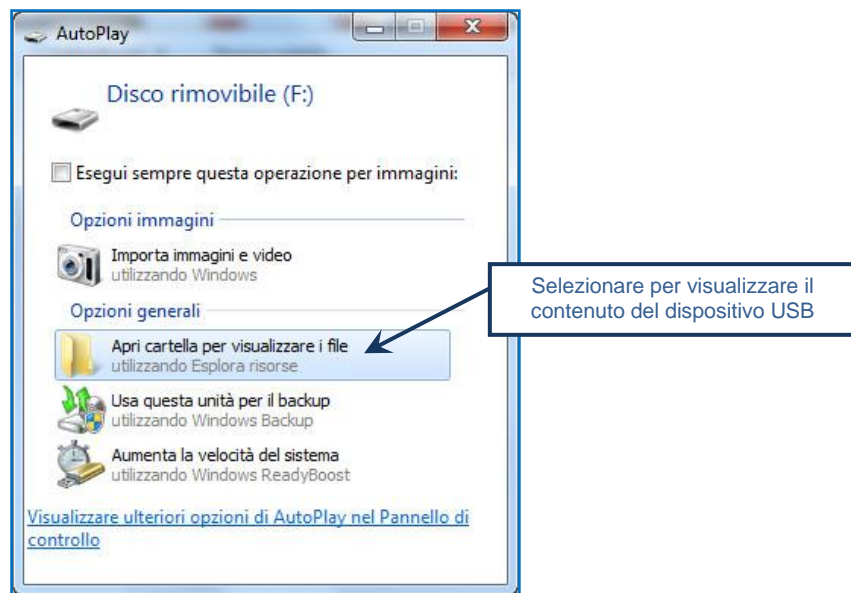 AutoPlay
Disco rimovibile (F:)
Esegui sempre questa operazione per immagini:
Opzioni immagini
Importa immagini e video
utilizzando Windows
Selezionare per visualizzare il
contenuto del dispositivo USB
Opzioni generali
Apri cartella per visualizzare i file
utilizzando Esplora risorse
Usa questa unità per il backup
utilizzando Windows Backup
Aumenta la velocità del sistema
utilizzando Windows ReadyBoost
Visualizzare ulteriori opzioni di AutoPlay nel Pannello di
controllo